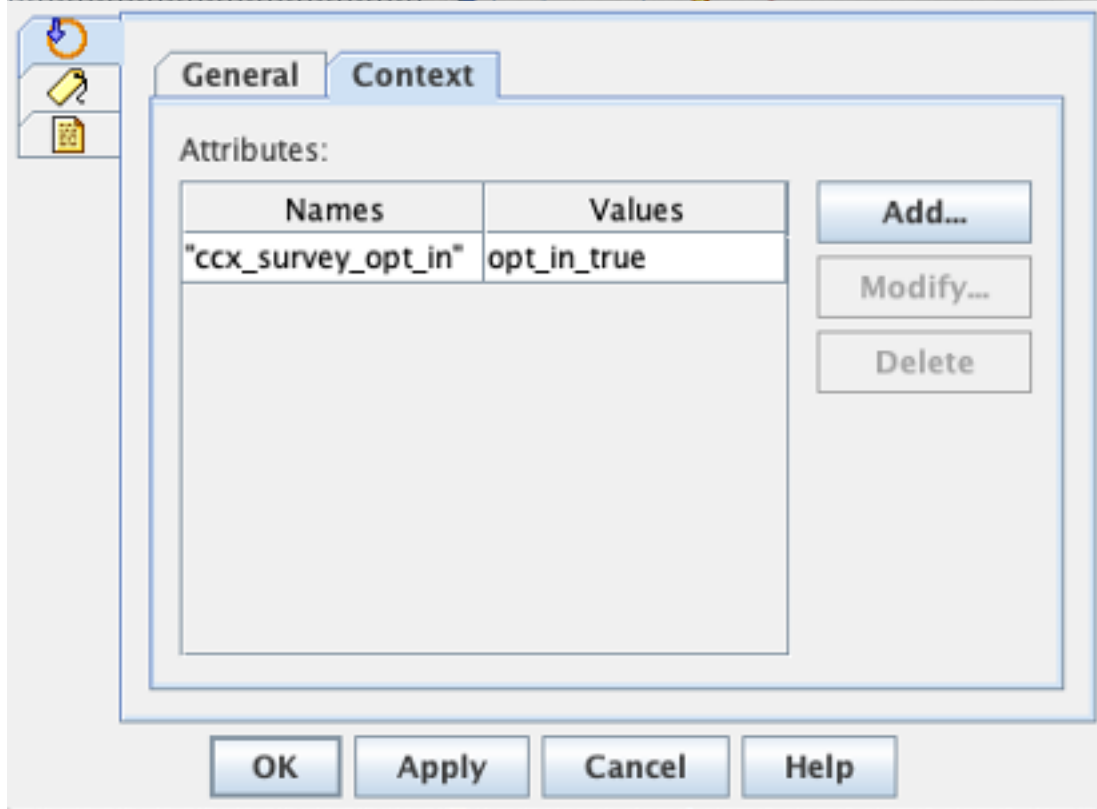 General Context
Attributes:
Names Values Add...
"ccx_survey_opt_in" opt_in_true
Modify...
Delete
OK Apply Cancel Help